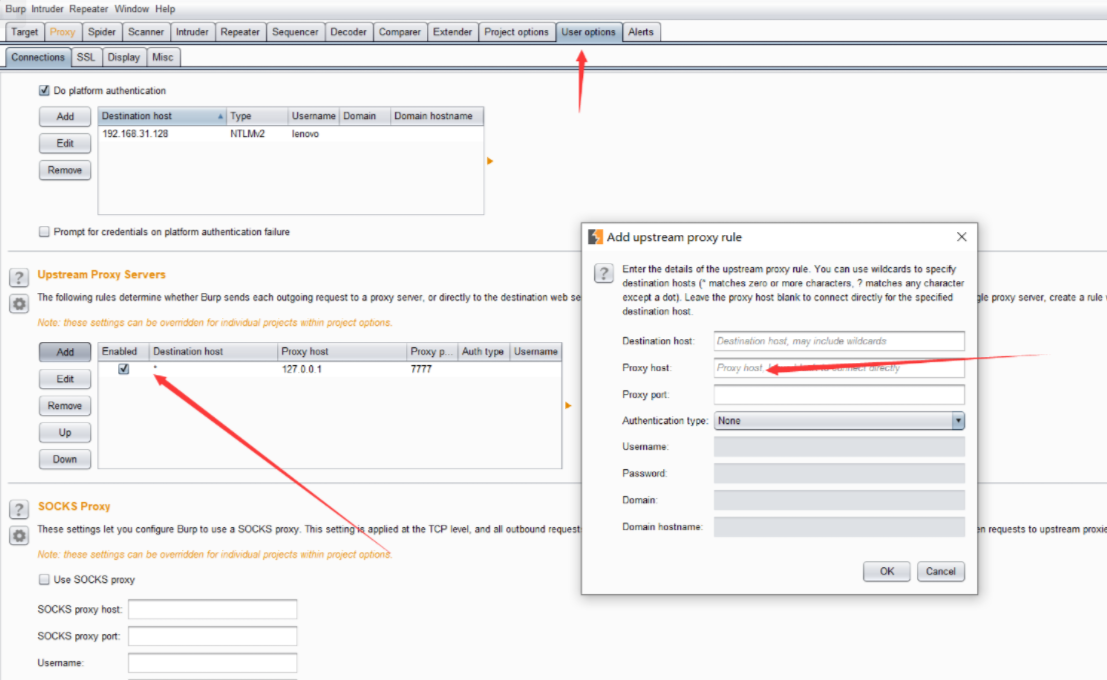 Burp Intruder Repeater Window Help
Target Proxy Spider Scanner Intruder Repeater Sequencer Decoder Comparer Extender Project options User options Alerts
Connections SSL Display Misc
Do platform authentication
Add
Edit
Remove
Destination host Type Username Domain Domain hostname
192.168.31.128 NTLMv2 lenovo
Prompt for credentials on platform authentication failure
? Upstream Proxy Servers
The following rules determine whether Burp sends each outgoing request to a proxy server, or directly to the destination web se
gle proxy server, create a rule
Note: these settings can be overridden for individual projects within project options.
Add
Edit
Remove
Up
Down
Enabled Destination host Proxy host Proxy p... Auth type Username
* 127.0.0.1 7777
? SOCKS Proxy
These settings let you configure Burp to use a SOCKS proxy. This setting is applied at the TCP level, and all outbound request
en requests to upstream proxie
Note: these settings can be overridden for individual projects within project options.
Use SOCKS proxy
SOCKS proxy host:
SOCKS proxy port:
Username:
Add upstream proxy rule
? Enter the details of the upstream proxy rule. You can use wildcards to specify
destination hosts (* matches zero or more characters, ? matches any character
except a dot). Leave the proxy host blank to connect directly for the specified
destination host.
Destination host: Destination host, may include wildcards
Proxy host: Proxy host, to connect directly
Proxy port:
Authentication type: None
Username:
Password:
Domain:
Domain hostname:
OK Cancel